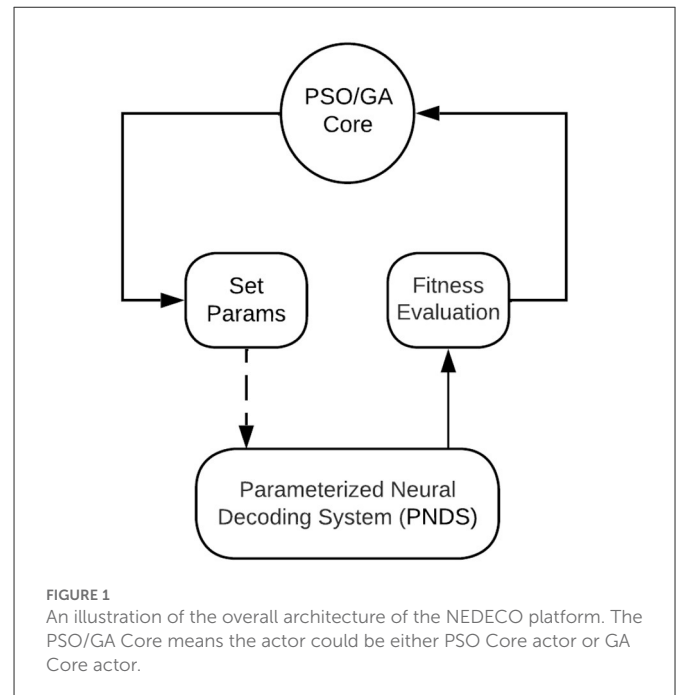 PSO/GA
Core
Set
Params
Fitness
Evaluation
Parameterized Neural
Decoding System (PNDS)
FIGURE 1
An illustration of the overall architecture of the NEDECO platform. The
PSO/GA Core means the actor could be either PSO Core actor or GA
Core actor.